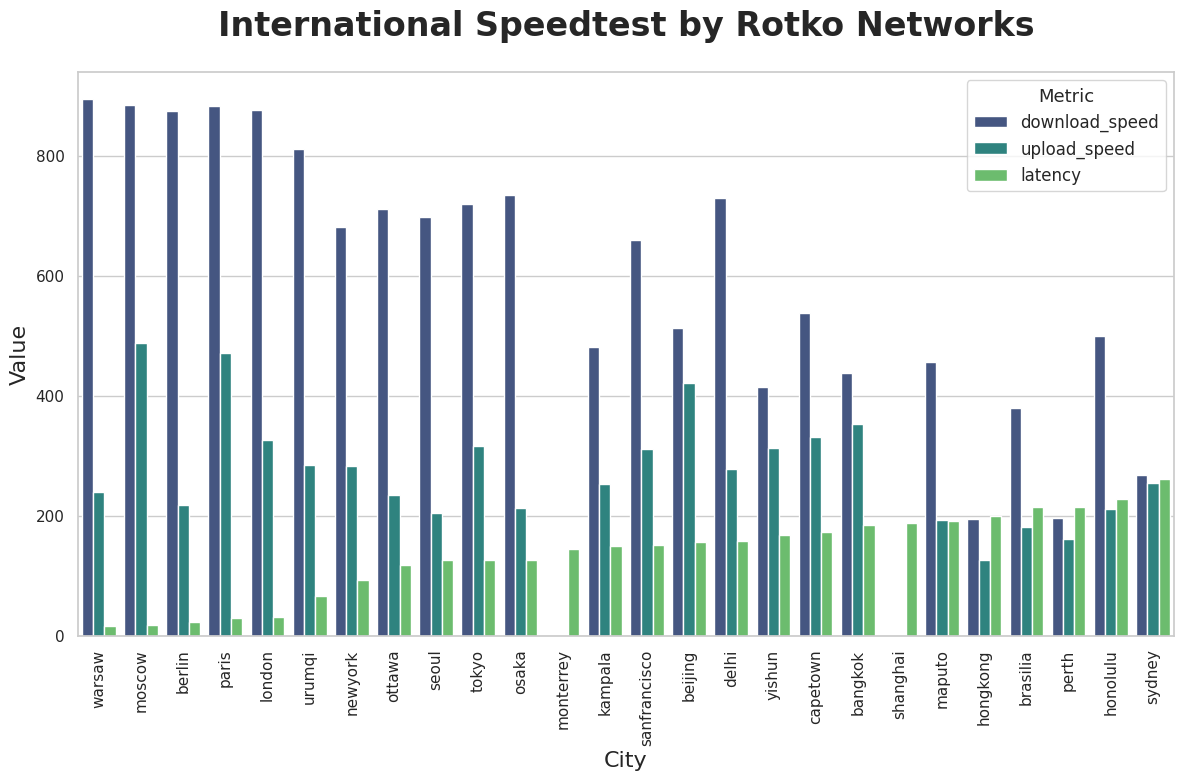 International Speedtest by Rotko Networks
Metric
download_speed
upload_speed
latency
Value
800
600
400
200
0
warsaw
moscow
berlin
paris
london
urumqi
newyork
ottawa
seoul
tokyo
osaka
monterrey
kampala
sanfrancisco
beijing
delhi
yishun
capetown
bangkok
shanghai
maputo
hongkong
brasilia
perth
honolulu
sydney
City